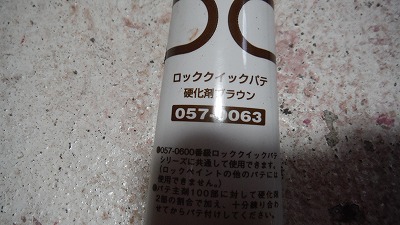 ロッククイックパテ
硬化剤ブラウン
057-0063
●057-0600番級ロッククイックパテ
シリーズに共通して使用できます。
(ロックペイントの他のパテには
使用できません。)
●パテ主剤100部に対して硬化剤
2部の割合で加え、十分練り合わ
せてからパテ付けしてください。